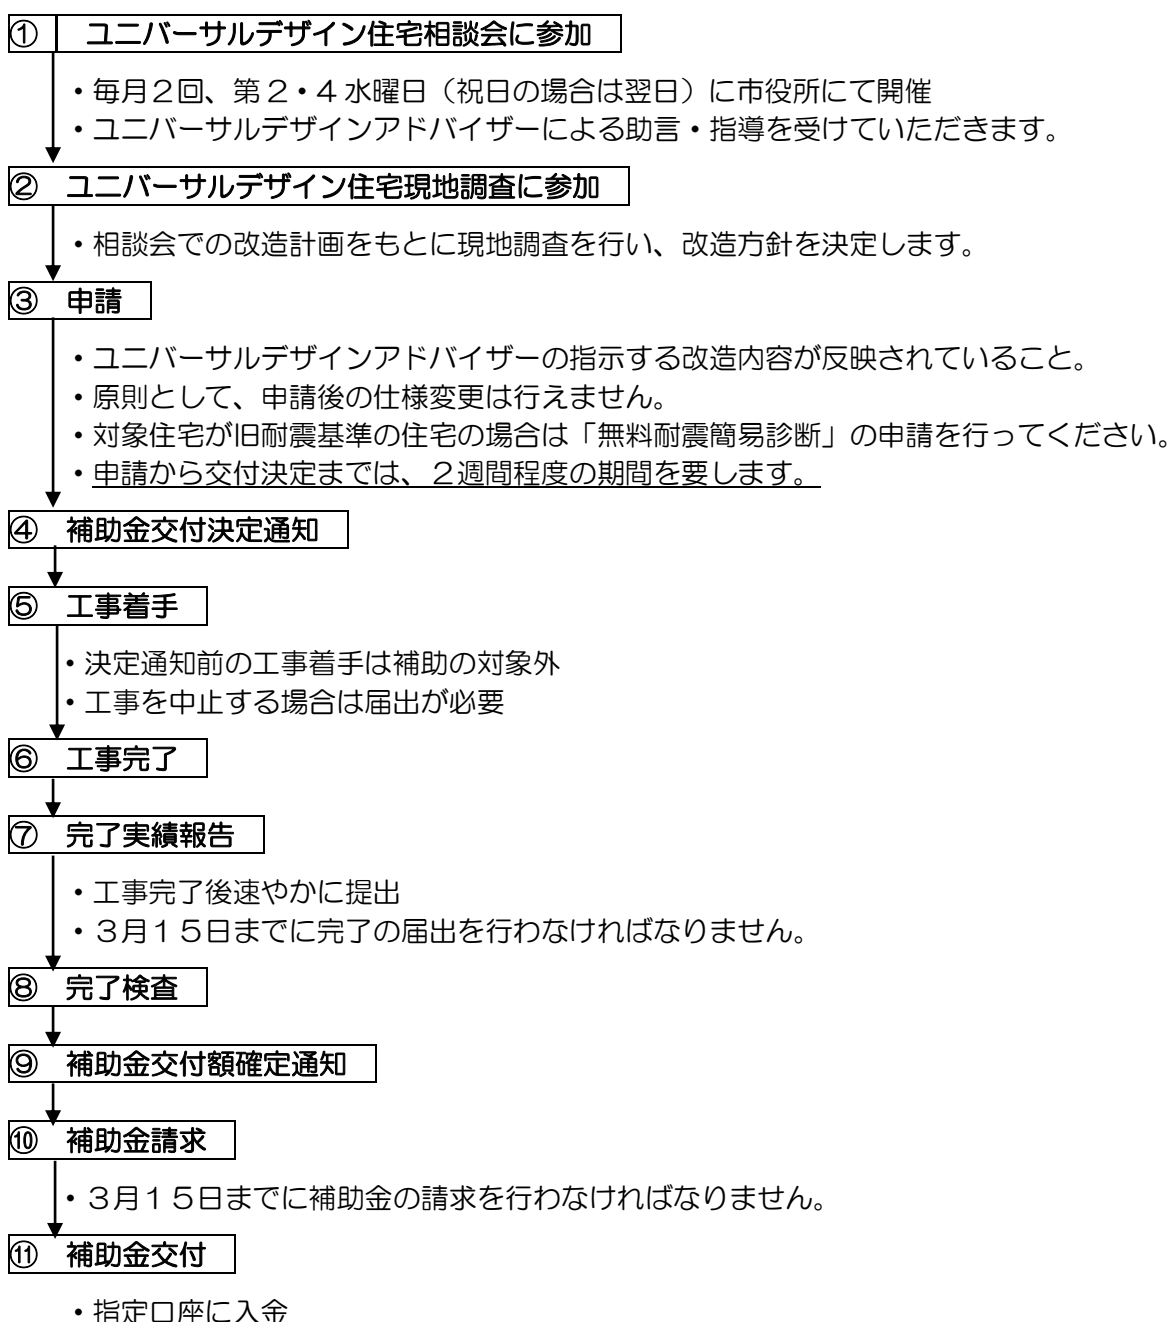 ① ユニバーサルデザイン住宅相談会に参加
・毎月２回、第２・４水曜日（祝日の場合は翌日）に市役所にて開催
・ユニバーサルデザインアドバイザーによる助言・指導を受けていただきます。
② ユニバーサルデザイン住宅現地調査に参加
・相談会での改造計画をもとに現地調査を行い、改造方針を決定します。
③ 申請
・ユニバーサルデザインアドバイザーの指示する改造内容が反映されていること。
・原則として、申請後の仕様変更は行えません。
・対象住宅が旧耐震基準の住宅の場合は「無料耐震簡易診断」の申請を行ってください。
・申請から交付決定までは、２週間程度の期間を要します。
④ 補助金交付決定通知
⑤ 工事着手
・決定通知前の工事着手は補助の対象外
・工事を中止する場合は届出が必要
⑥ 工事完了
⑦ 完了実績報告
・工事完了後速やかに提出
・３月１５日までに完了の届出を行わなければなりません。
⑧ 完了検査
⑨ 補助金交付額確定通知
⑩ 補助金請求
・３月１５日までに補助金の請求を行わなければなりません。
⑪ 補助金交付
・指定口座に入金